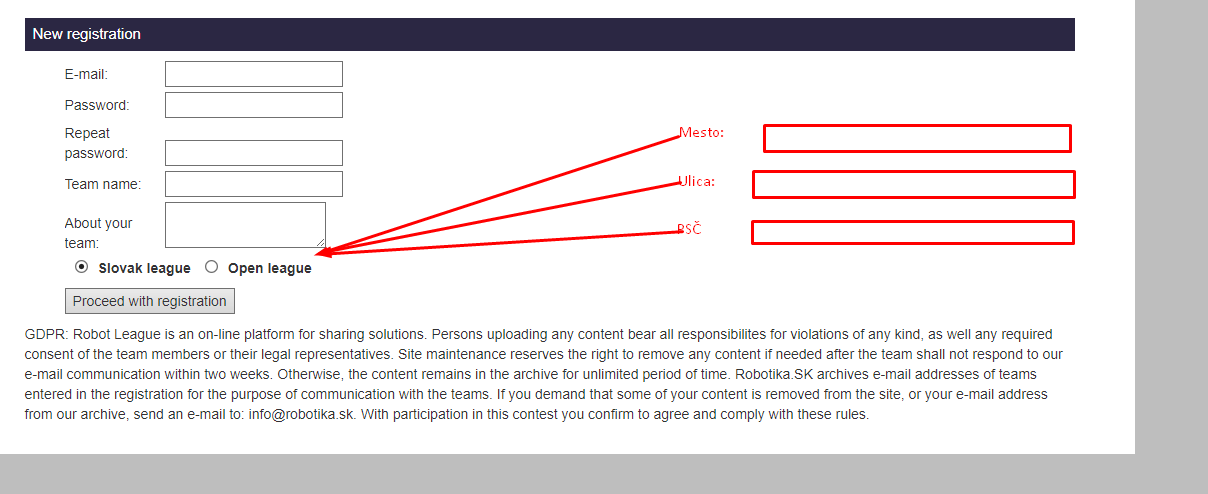 New registration
E-mail:
Password:
Repeat
password:
Mesto:
Team name:
Ulica:
About your
team:
PSČ
Slovak league Open league
Proceed with registration
GDPR: Robot League is an on-line platform for sharing solutions. Persons uploading any content bear all responsibilites for violations of any kind, as well any required
consent of the team members or their legal representatives. Site maintenance reserves the right to remove any content if needed after the team shall not respond to our
e-mail communication within two weeks. Otherwise, the content remains in the archive for unlimited period of time. Robotika.SK archives e-mail addresses of teams
entered in the registration for the purpose of communication with the teams. If you demand that some of your content is removed from the site, or your e-mail address
from our archive, send an e-mail to: info@robotika.sk. With participation in this contest you confirm to agree and comply with these rules.